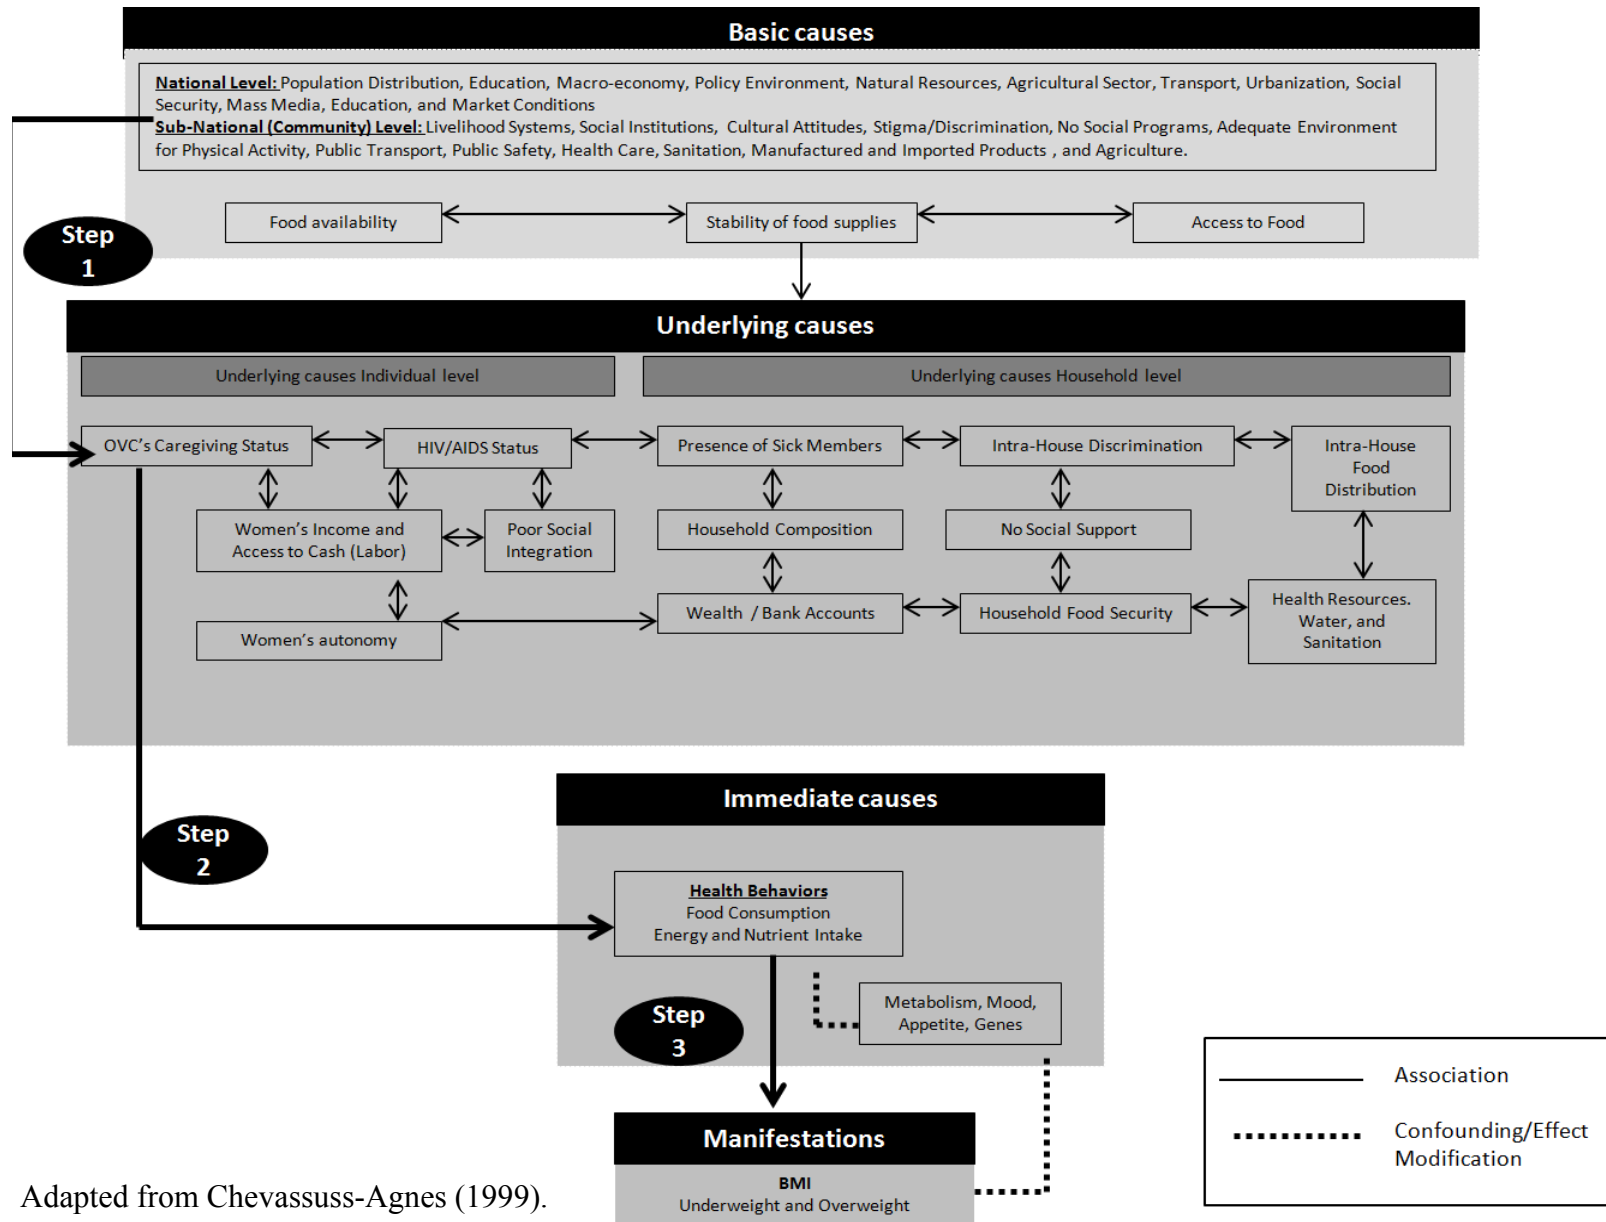 Basic causes
National Level: Population Distribution, Education, Macro-economy, Policy Environment, Natural Resources, Agricultural Sector, Transport, Urbanization, Social
Security, Mass Media, Education, and Market Conditions
Sub-National (Community) Level: Livelihood Systems, Social Institutions, Cultural Attitudes, Stigma/Discrimination, No Social Programs, Adequate Environment
for Physical Activity, Public Transport, Public Safety, Health Care, Sanitation, Manufactured and Imported Products , and Agriculture.
Food availability
Stability of food supplies
Access to Food
Step
1
Underlying causes
Underlying causes Individual level
Underlying causes Household level
OVC's Caregiving Status
HIV/AIDS Status
Presence of Sick Members
Intra-House Discrimination
Intra-House
Food
Distribution
Women's Income and
Access to Cash (Labor)
Poor Social
Integration
Household Composition
No Social Support
Women's autonomy
Wealth / Bank Accounts
Household Food Security
Health Resources.
Water, and
Sanitation
Immediate causes
Step
2
Health Behaviors
Food Consumption
Energy and Nutrient Intake
Metabolism, Mood,
Appetite, Genes
Step
3
Manifestations
BMI
Underweight and Overweight
Association
Confounding/Effect
Modification
Adapted from Chevassuss-Agnes (1999).